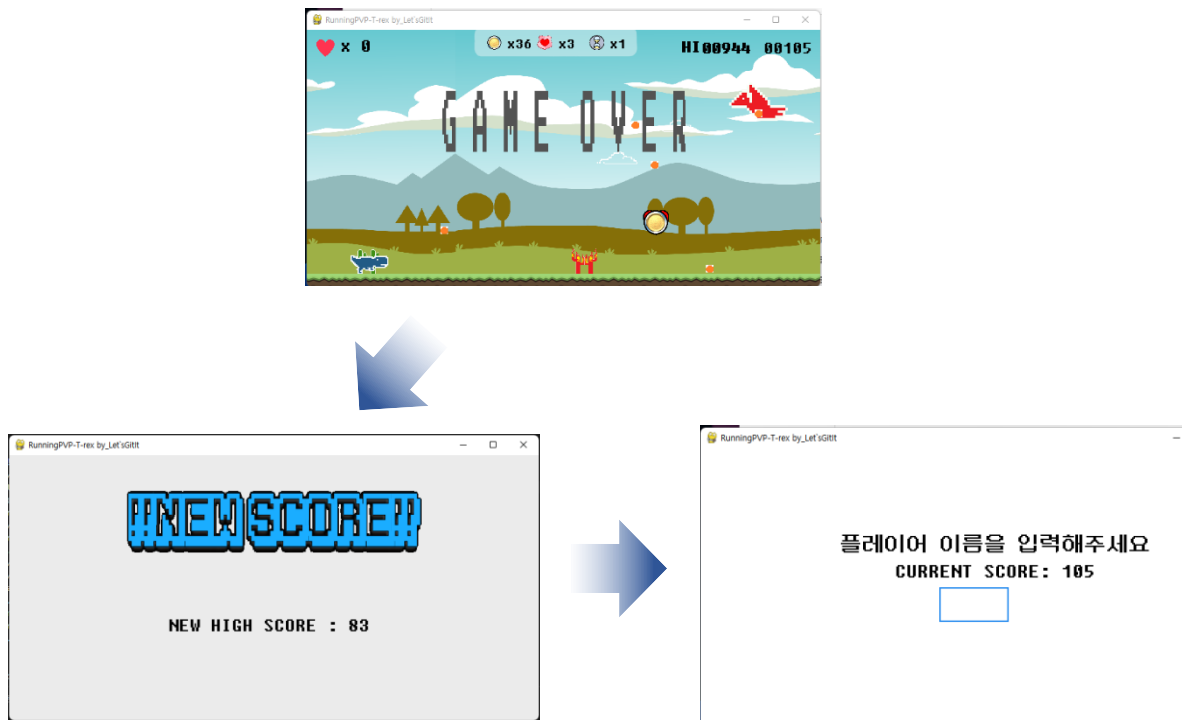 RunningPVP-T-rex by_Let'sGitIt
x 0
x36 x3 x1
HI 00944 00105
GAME OVER
RunningPVP-T-rex by_Let'sGitIt
!!NEW SCORE!!
NEW HIGH SCORE : 83
RunningPVP-T-rex by_Let'sGitIt
플레이어 이름을 입력해주세요
CURRENT SCORE: 105